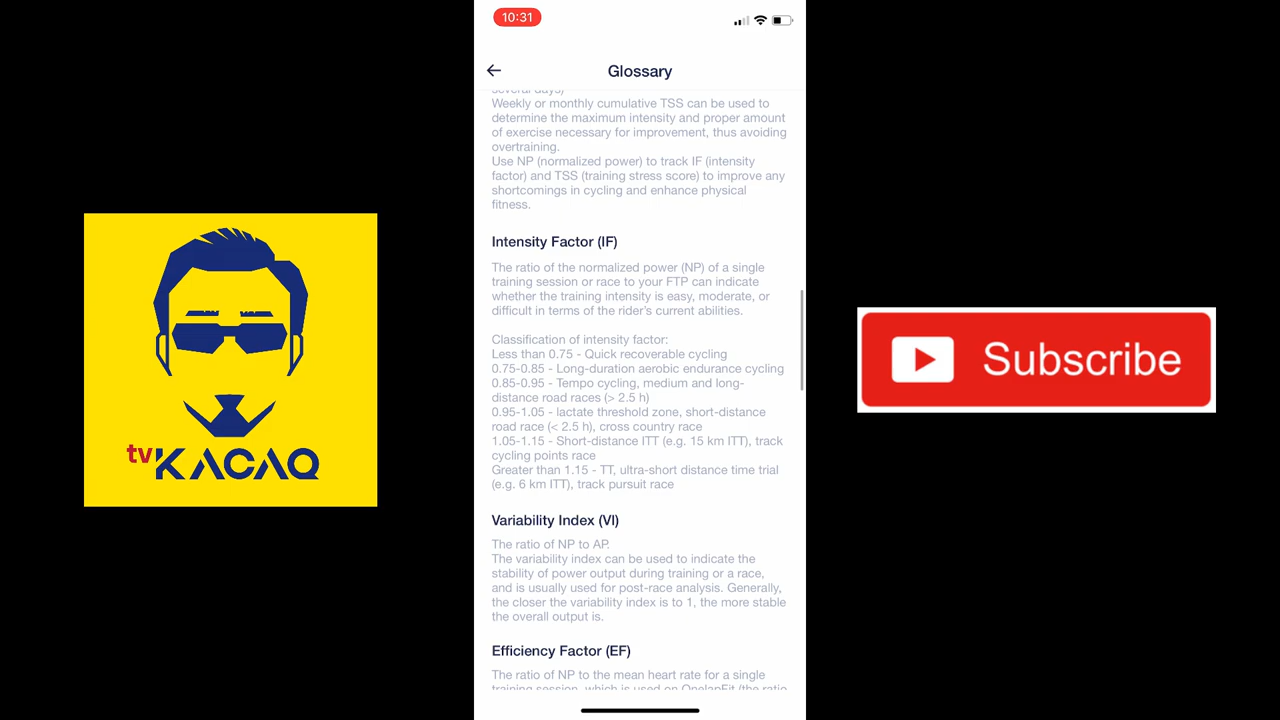 10:31
Glossary
several days)
Weekly or monthly cumulative TSS can be used to
determine the maximum intensity and proper amount
of exercise necessary for improvement, thus avoiding
overtraining.
Use NP (normalized power) to track IF (intensity
factor) and TSS (training stress score) to improve any
shortcomings in cycling and enhance physical
fitness.
Intensity Factor (IF)
The ratio of the normalized power (NP) of a single
training session or race to your FTP can indicate
whether the training intensity is easy, moderate, or
difficult in terms of the rider's current abilities.
Classification of intensity factor:
Less than 0.75 - Quick recoverable cycling
0.75-0.85 - Long-duration aerobic endurance cycling
0.85-0.95 - Tempo cycling, medium and long-
distance road races (> 2.5 h)
0.95-1.05 - lactate threshold zone, short-distance
road race (< 2.5 h), cross country race
1.05-1.15 - Short-distance ITT (e.g. 15 km ITT), track
cycling points race
Greater than 1.15 - TT, ultra-short distance time trial
(e.g. 6 km ITT), track pursuit race
Variability Index (VI)
The ratio of NP to AP.
The variability index can be used to indicate the
stability of power output during training or a race,
and is usually used for post-race analysis. Generally,
the closer the variability index is to 1, the more stable
the overall output is.
Efficiency Factor (EF)
The ratio of NP to the mean heart rate for a single
training session, which is used on OnelapFit (the ratio
tvKACAQ
Subscribe